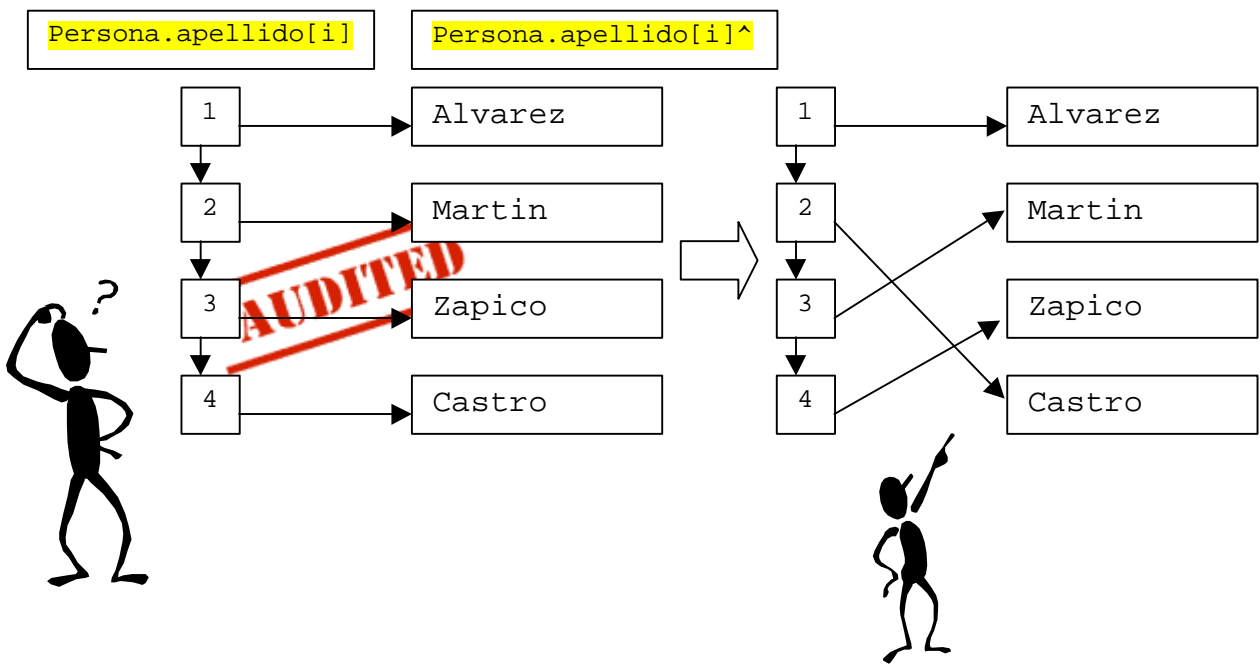 Persona.apellido[i] Persona.apellido[i]^
1 Alvarez 1 Alvarez
2 Martin 2 Martin
AUDITED
3 Zapico 3 Zapico
4 Castro 4 Castro
?